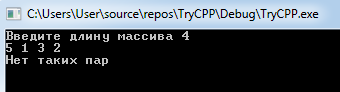 C:\Users\User\source\repos\TryCPP\Debug\TryCPP.exe
Введите длину массива 4
5 1 3 2
Нет таких пар